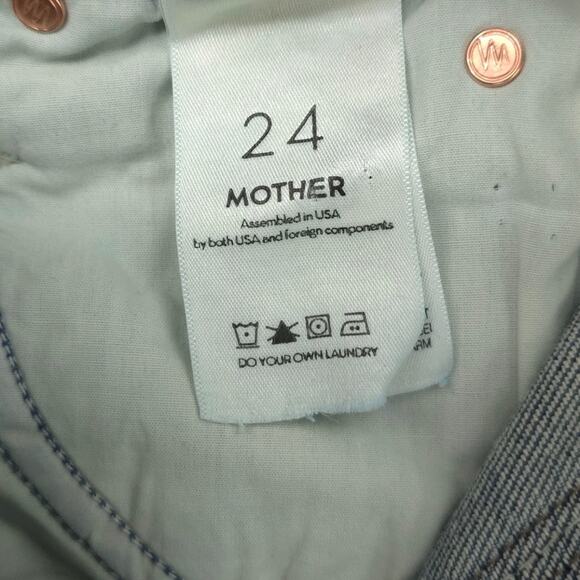 24
MOTHER
Assembled in USA
by both USA and foreign components
DO YOUR OWN LAUNDRY